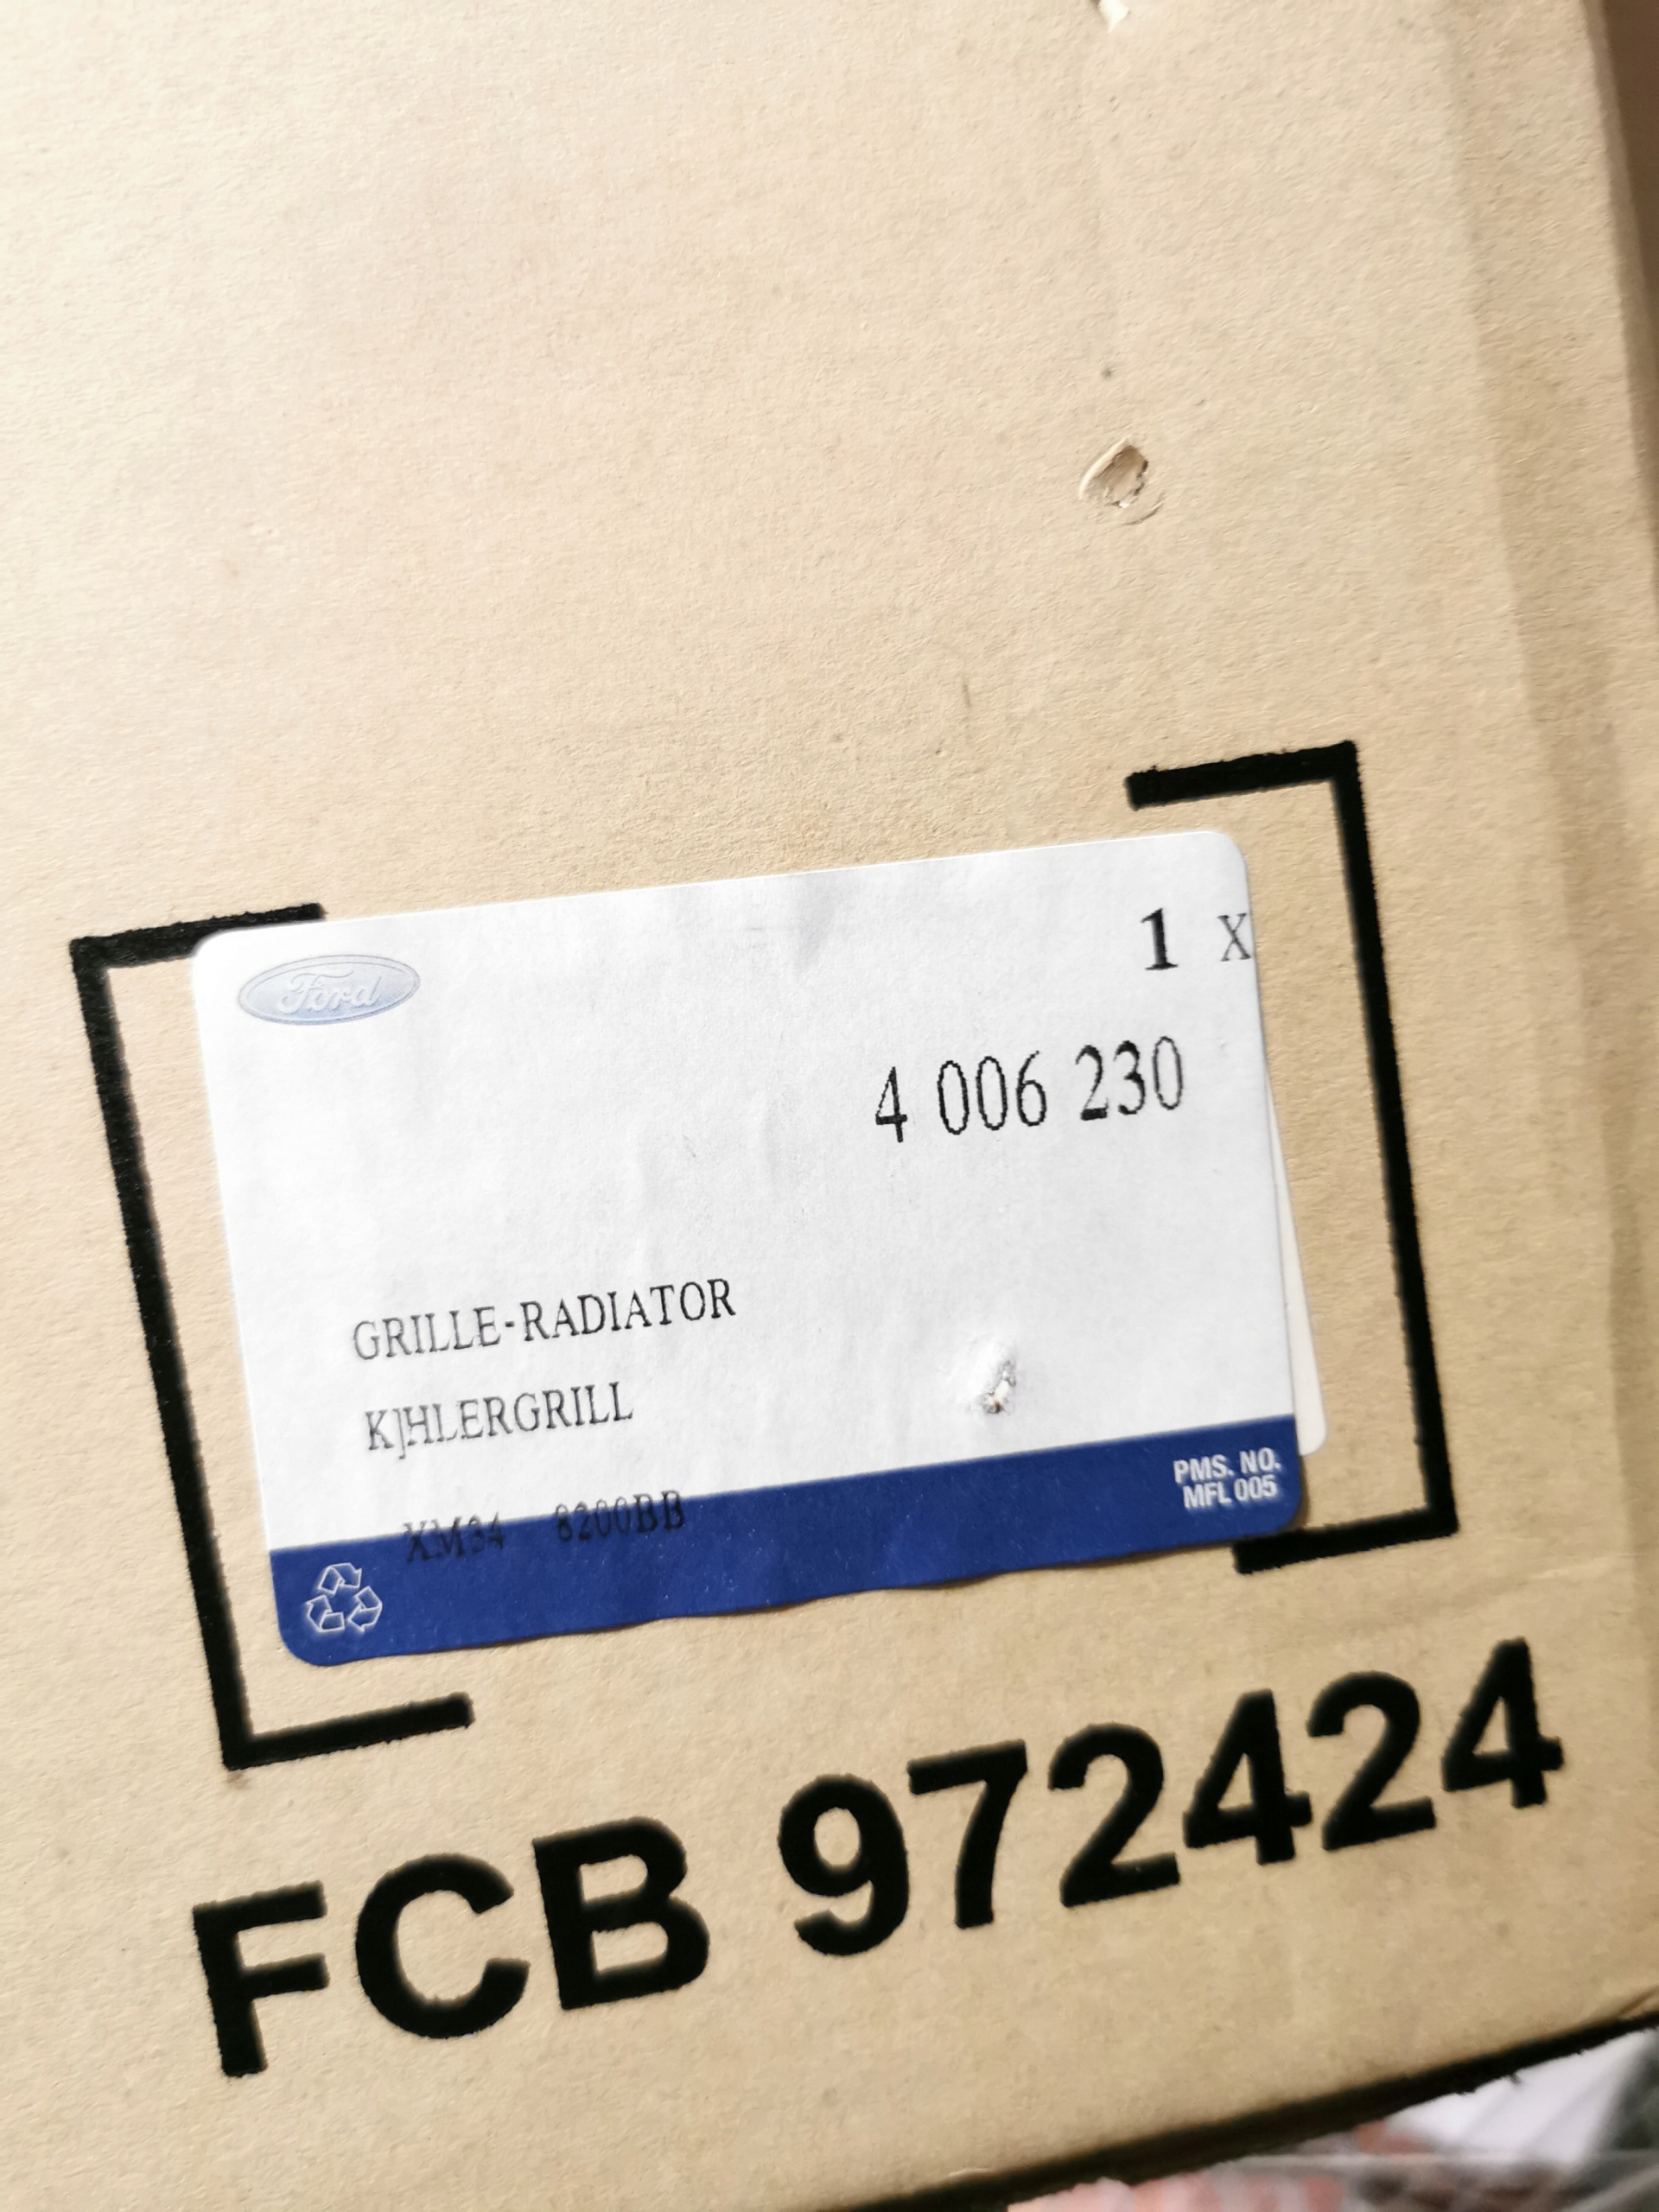 Ford
1 X
4 006 230
GRILLE-RADIATOR
K]HLERGRILL
XM34 8200BB
PMS. NO.
MFL 005
FCB 972424